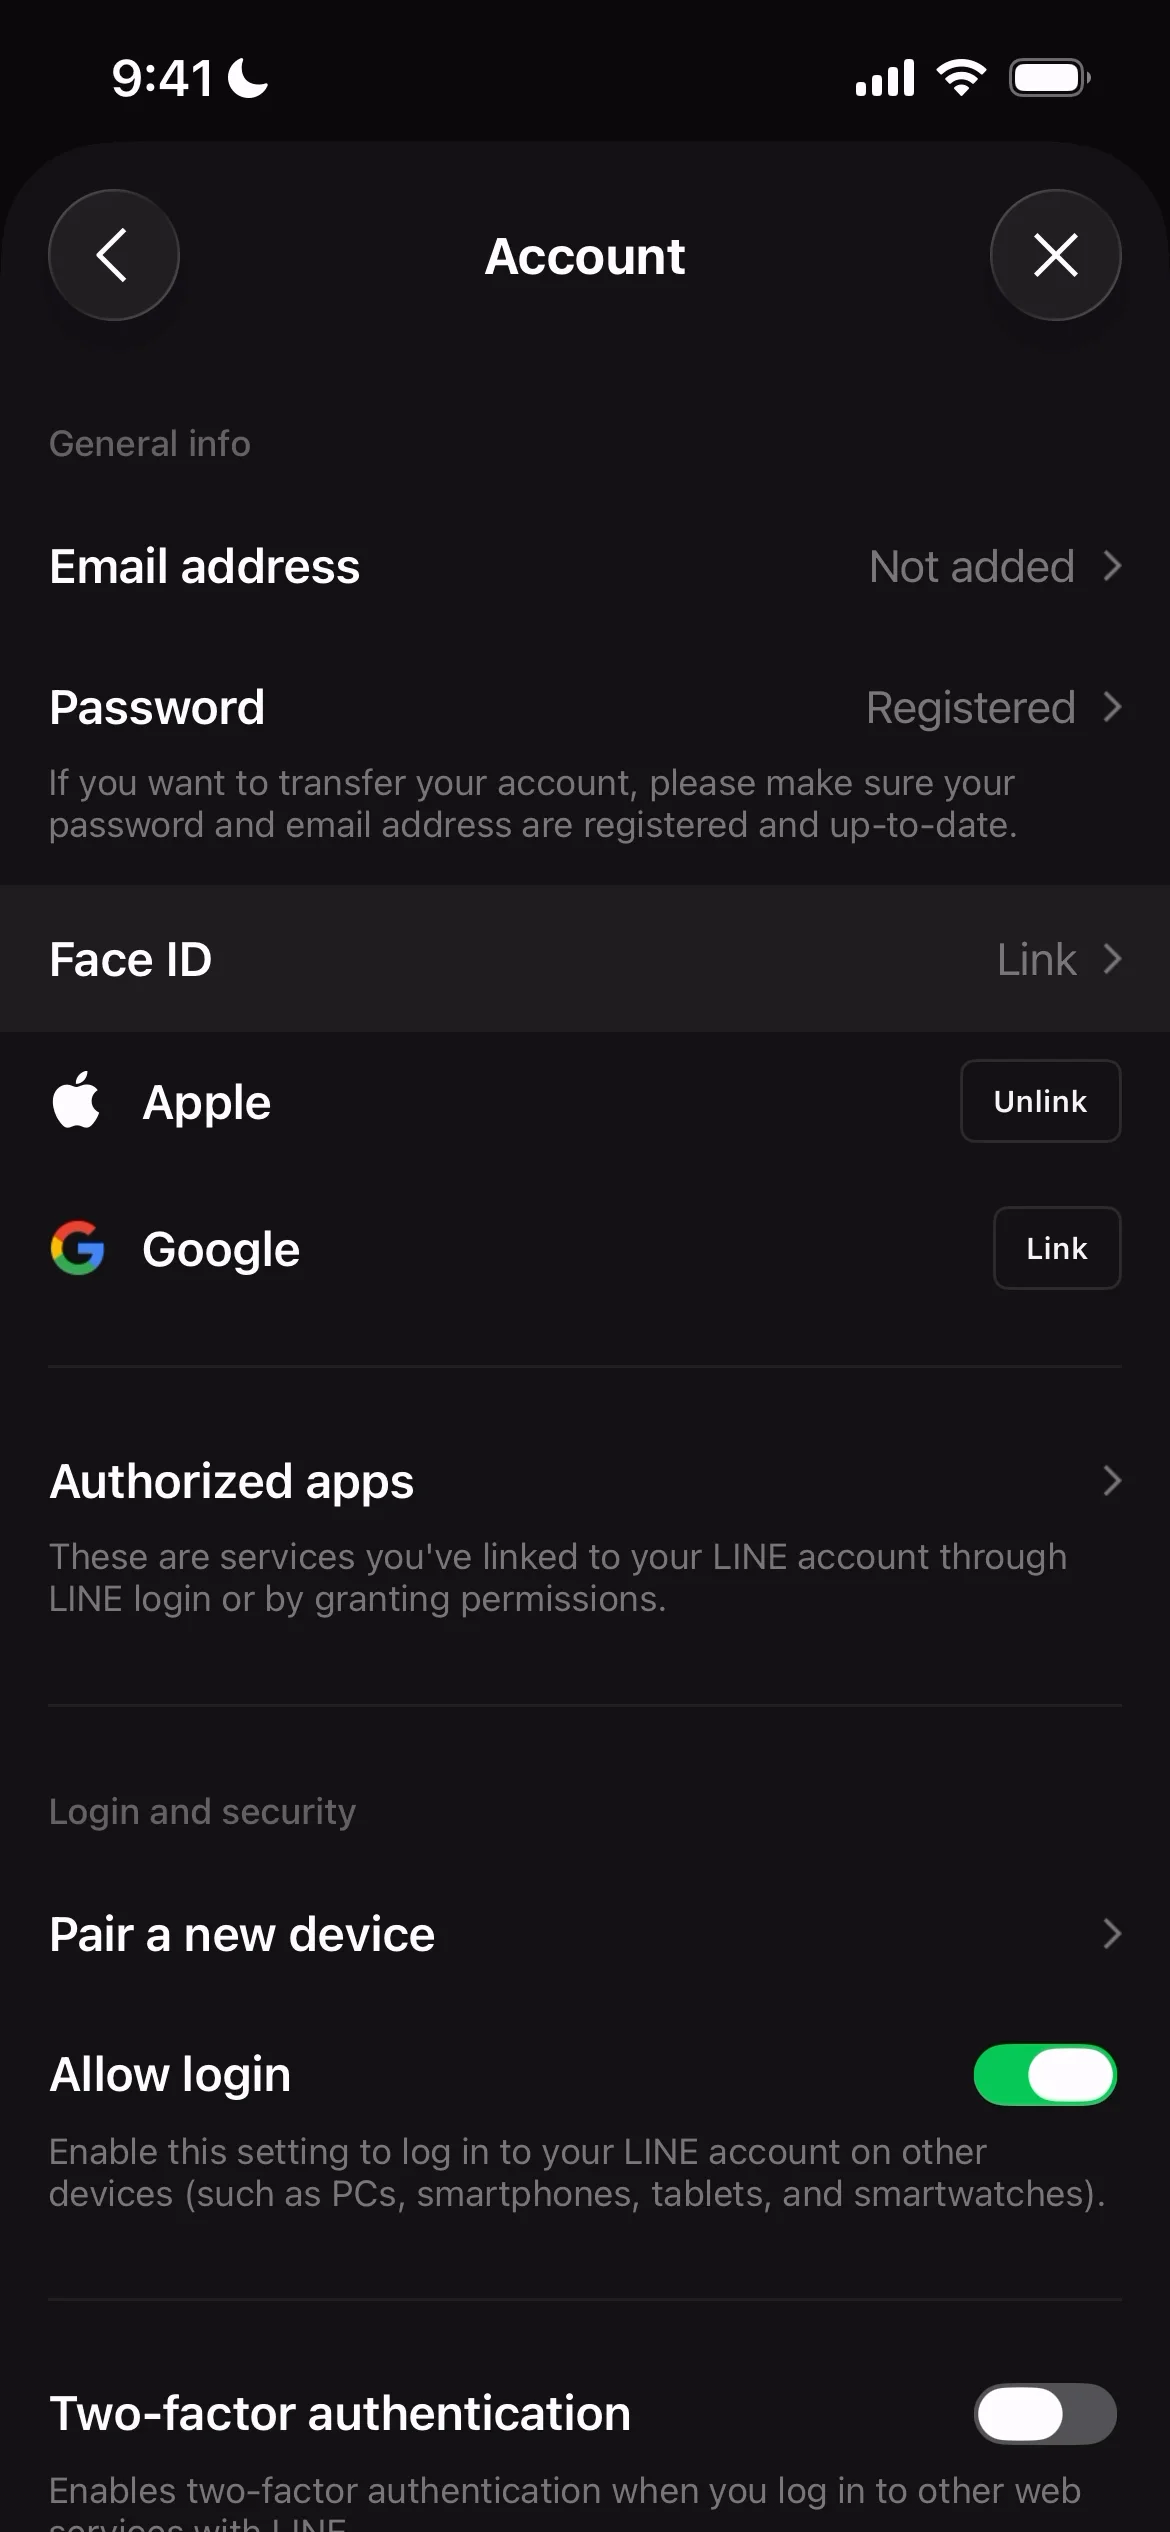 9:41
Account
General info
Email address Not added
Password Registered
If you want to transfer your account, please make sure your
password and email address are registered and up-to-date.
Face ID Link
Apple Unlink
Google Link
Authorized apps
These are services you've linked to your LINE account through
LINE login or by granting permissions.
Login and security
Pair a new device
Allow login
Enable this setting to log in to your LINE account on other
devices (such as PCs, smartphones, tablets, and smartwatches).
Two-factor authentication
Enables two-factor authentication when you log in to other web
services with LINE.